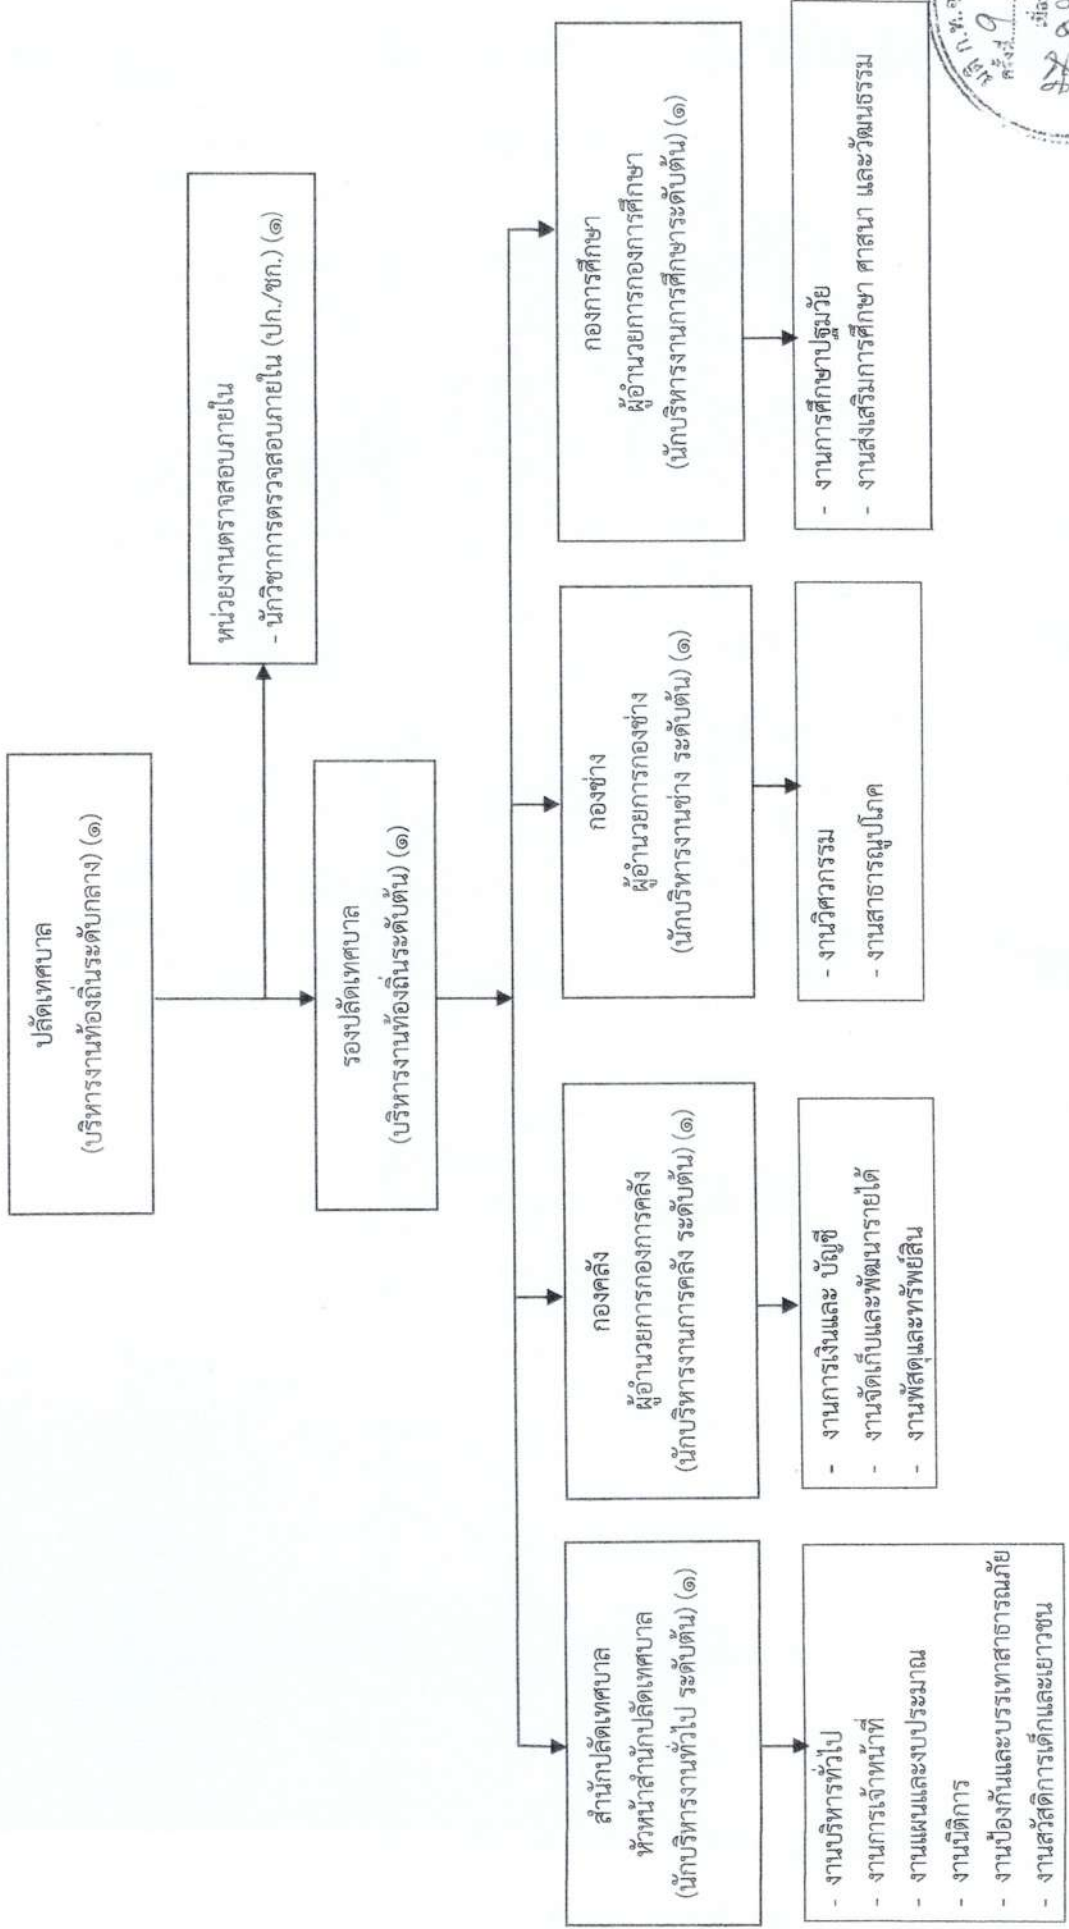 ปลัดเทศบาล
(บริหารงานท้องถิ่นระดับกลาง) (๑)
หน่วยงานตราจสอบภายใน
- นักวิชาการตรวจสอบภายใน (ปก./ชก.) (๑)
รองปลัดเทศบาล
(บริหารงานท้องถิ่นระดับต้น) (๑)
สำนักปลัดเทศบาล
หัวหน้าสำนักปลัดเทศบาล
(นักบริหารงานทั่วไป ระดับต้น) (๑)
กองคลัง
ผู้อำนวยการกองการคลัง
(นักบริหารงานการคลัง ระดับต้น) (๑)
กองช่าง
ผู้อำนวยการกองช่าง
(นักบริหารงานช่าง ระดับต้น) (๑)
กองการศึกษา
ผู้อำนวยการกองการศึกษา
(นักบริหารงานการศึกษาระดับต้น) (๑)
- งานบริหารทั่วไป
- งานการเจ้าหน้าที่
- งานแผนและงบประมาณ
- งานนิติการ
- งานป้องกันและบรรเทาสาธารณภัย
- งานสวัสดิการเด็กและเยาวชน
- งานการเงินและ บัญชี
- งานจัดเก็บและพัฒนารายได้
- งานพัสดุและทรัพย์สิน
- งานวิศวกรรม
- งานสาธารณูปโภค
- งานการศึกษาปฐมวัย
- งานส่งเสริมการศึกษา ศาสนา และวัฒนธรรม
มติ ก.ท.จ
ครั้งที่ 9
เมื่อ